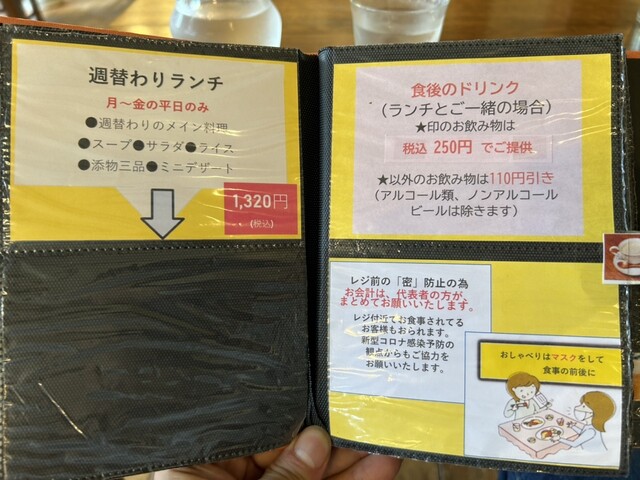 週替わりランチ
月～金の平日のみ
●週替わりのメイン料理
●スープ●サラダ●ライス
●添物三品●ミニデザート
1,320円
(税込)
食後のドリンク
(ランチとご一緒の場合)
★印のお飲み物は
税込 250円 でご提供
★以外のお飲み物は110円引き
(アルコール類、ノンアルコール
ビールは除きます)
レジ前の「密」防止の為
お会計は、代表者の方が、
まとめてお願いいたします。
レジ付近でお食事されてる
お客様もおられます。
新型コロナ感染予防の
観点からもご協力を
お願いいたします。
おしゃべりはマスクをして
食事の前後に